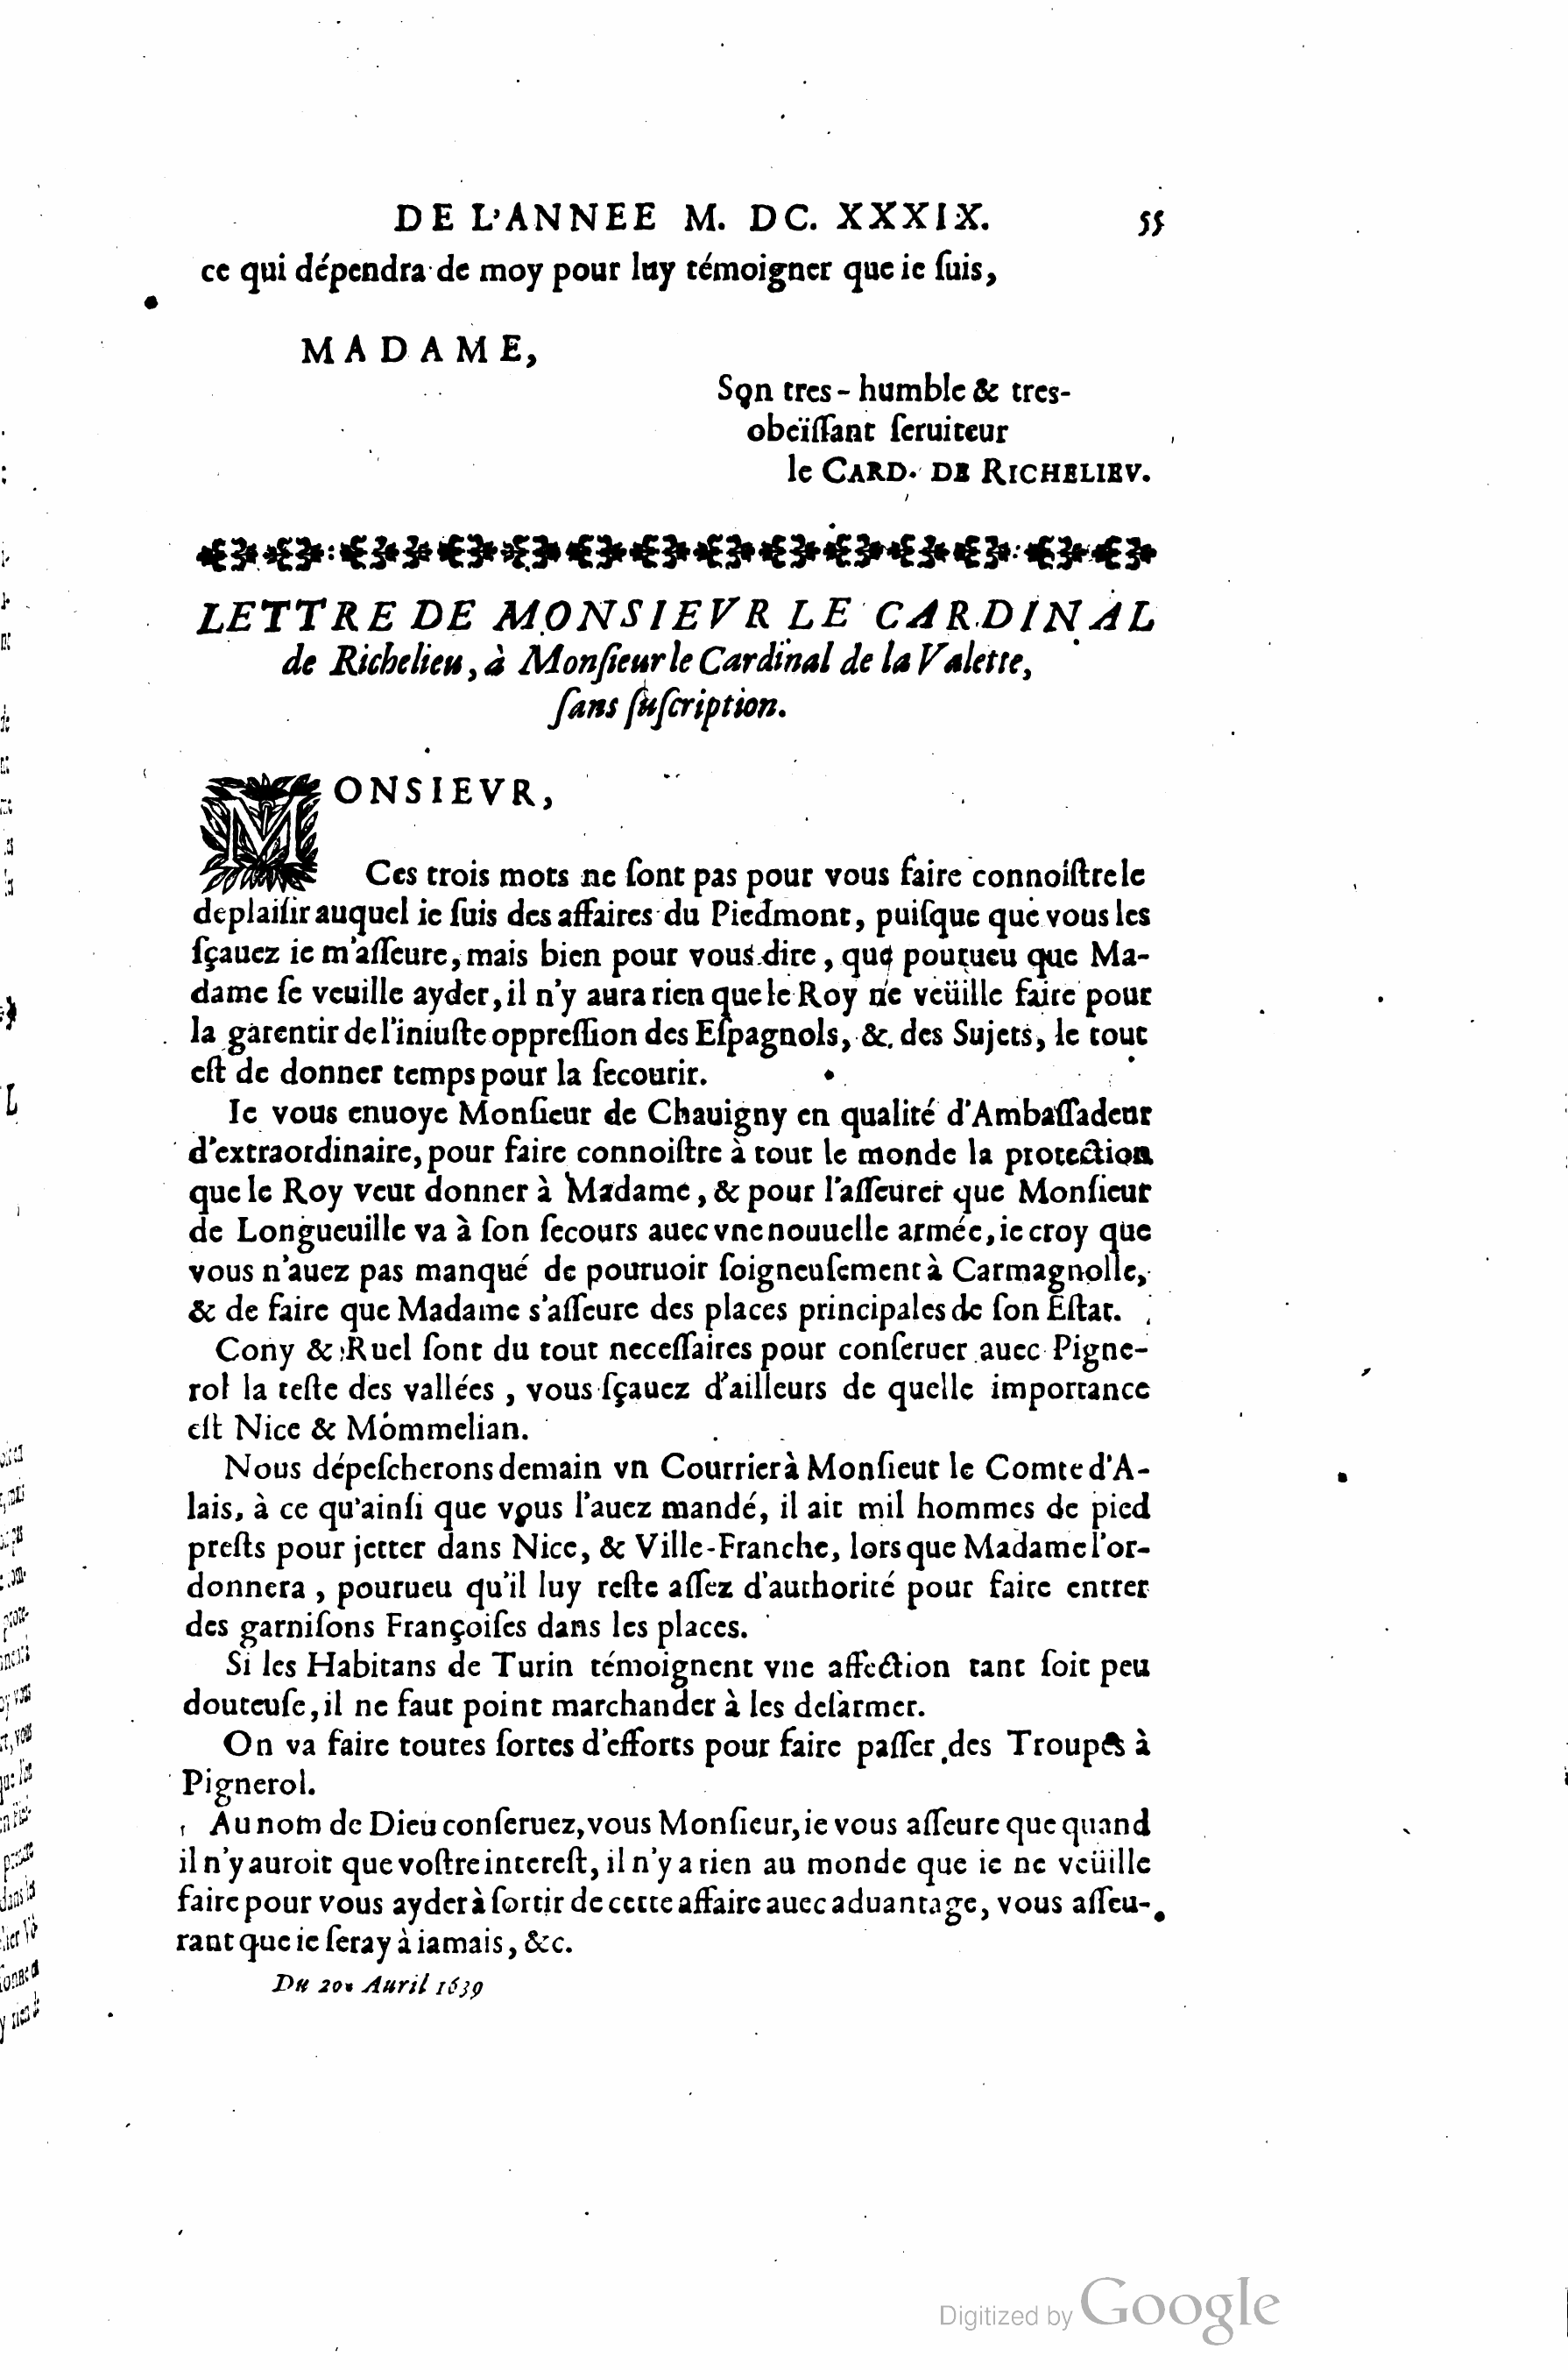 DE L'ANNEE M. DC. XXXIX. 55
ce qui dépendra de moy pour luy témoigner que ie ſuis,
MADAME,
Son tres-humble & tres-
obeïſſant ſeruiteur
le CARD. DE RICHELIEV.
LETTRE DE MONSIEVR LE CARDINAL
de Richelieu, à Monſieur le Cardinal de la Valette,
ſans ſuſcription.
MONSIEVR,
Ces trois mots ne ſont pas pour vous faire connoiſtre le
deplaiſir auquel ie ſuis des affaires du Piedmont, puiſque que vous les
ſçauez ie m'aſſeure, mais bien pour vous dire, que pourueu que Ma-
dame ſe veuille ayder, il n'y aura rien que le Roy ne veüille faire pour
la garentir de l'iniuſte oppreſſion des Eſpagnols, &. des Sujets, le tout
eſt de donner temps pour la ſecourir.
Ie vous enuoye Monſieur de Chauigny en qualité d'Ambaſſadeur
d'extraordinaire, pour faire connoiſtre à tout le monde la protection
que le Roy veut donner à Madame, & pour l'aſſeurer que Monſieur
de Longueuille va à ſon ſecours auec vne nouuelle armée, ie croy que
vous n'auez pas manqué de pouruoir ſoigneuſement à Carmagnolle,
& de faire que Madame s'aſſeure des places principales de ſon Eſtat.
Cony & Ruel ſont du tout neceſſaires pour conſeruer auec Pigne-
rol la teſte des vallées, vous ſçauez d'ailleurs de quelle importance
eſt Nice & Mommelian.
Nous dépeſcherons demain vn Courrier à Monſieur le Comte d'A-
lais, à ce qu'ainſi que vous l'auez mandé, il ait mil hommes de pied
preſts pour jetter dans Nice, & Ville-Franche, lors que Madame l'or-
donnera, pourueu qu'il luy reſte aſſez d'authorité pour faire entrer
des garniſons Françoiſes dans les places.
Si les Habitans de Turin témoignent vne affection tant ſoit peu
douteuſe, il ne faut point marchander à les deſarmer.
On va faire toutes ſortes d'efforts pour faire paſſer des Troupes à
Pignerol.
Au nom de Dieu conſeruez, vous Monſieur, ie vous aſſeure que quand
il n'y auroit que voſtre intereſt, il n'y a rien au monde que ie ne veüille
faire pour vous ayder à ſortir de cette affaire auec aduantage, vous aſſeu-
rant que ie ſeray à iamais, &c.
Du 20. Auril 1639
Digitized by Google